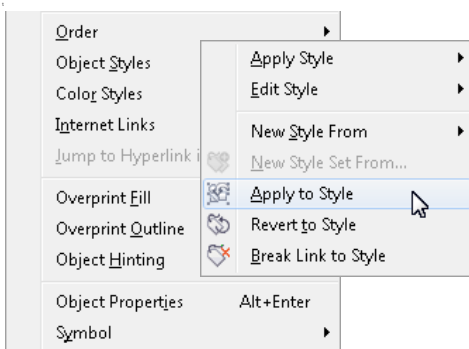 Order
Object Styles
Color Styles
Internet Links
Jump to Hyperlink i
Overprint Fill
Overprint Outline
Object Hinting
Object Properties Alt+Enter
Symbol
Apply Style
Edit Style
New Style From
New Style Set From...
Apply to Style
Revert to Style
Break Link to Style